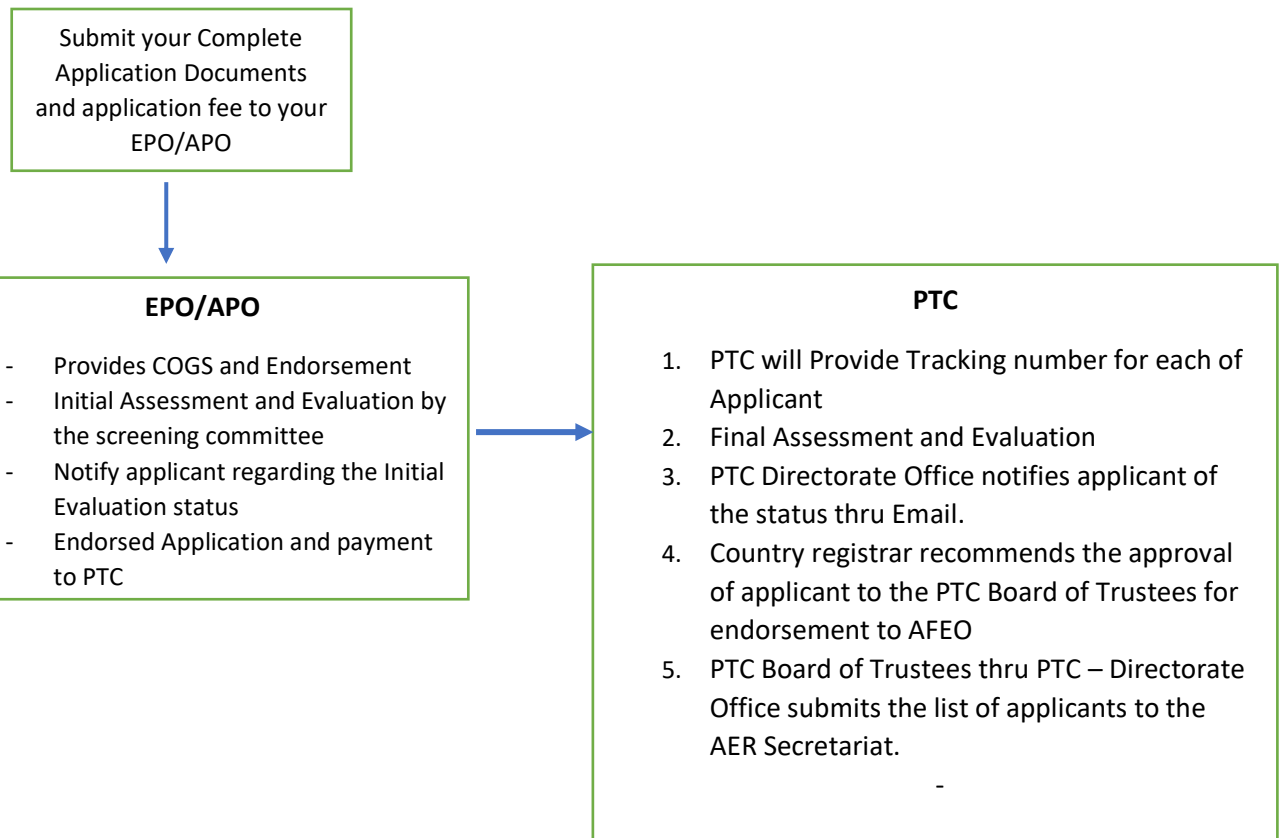 Submit your Complete
Application Documents
and application fee to your
EPO/APO
EPO/APO
- Provides COGS and Endorsement
- Initial Assessment and Evaluation by
the screening committee
- Notify applicant regarding the Initial
Evaluation status
- Endorsed Application and payment
to PTC
PTC
1. PTC will Provide Tracking number for each of
Applicant
2. Final Assessment and Evaluation
3. PTC Directorate Office notifies applicant of
the status thru Email.
4. Country registrar recommends the approval
of applicant to the PTC Board of Trustees for
endorsement to AFEO
5. PTC Board of Trustees thru PTC – Directorate
Office submits the list of applicants to the
AER Secretariat.
-